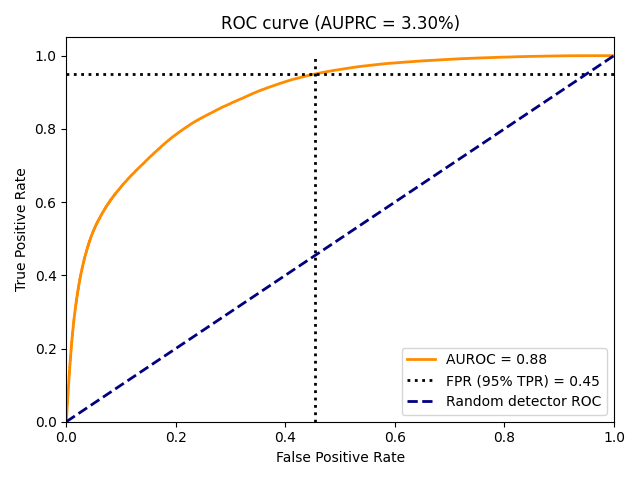 ROC curve (AUPRC = 3.30%)
True Positive Rate
1.0
0.8
0.6
0.4
0.2
0.0
0.0 0.2 0.4 0.6 0.8 1.0
False Positive Rate
AUROC = 0.88
FPR (95% TPR) = 0.45
Random detector ROC